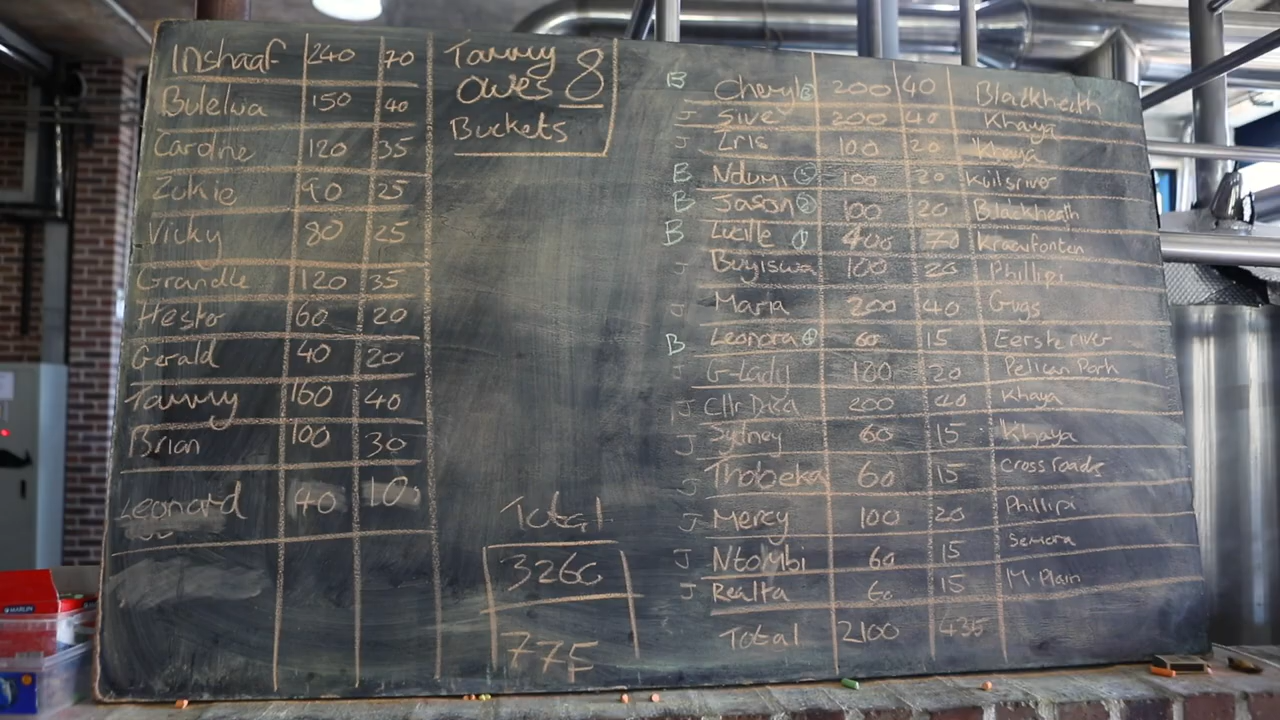 Inshaaf 240 70
Bulelwa 150 40
Caroline 120 35
Zukie 90 25
Vicky 80 25
Grandle 120 35
Hestor 60 20
Gerald 40 20
Tammy 160 40
Brian 100 30
Leonard 40 10
Tammy
Owes 8
Buckets
Total
3260
775
B Cheryl 200 40 Blackheath
J Sive 200 40 Khaya
J Iris 100 20 Khaya
B Ndumi 100 20 Kuilsriver
B Jason 100 20 Blackheath
B Lucille 400 70 Kraaifontein
J Buyiswa 100 20 Phillipi
J Maria 200 40 Gugs
B Leonora 60 15 Eersteriver
J G-Lady 100 20 Pelican Park
J Cllr 200 40 Khaya
J Sydney 60 15 Khaya
J Thobeka 60 15 Cross roads
J Mercy 100 20 Phillipi
J Ntombi 60 15 Semora
J Realta 60 15 M. Plain
Total 2100 435
MARLIN